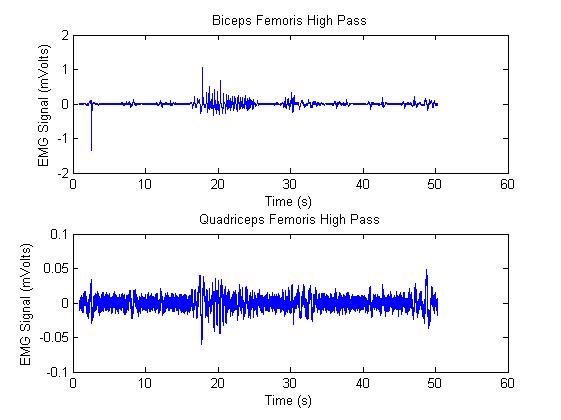 Biceps Femoris High Pass
2
1
0
-1
-2
EMG Signal (mVolts)
0 10 20 30 40 50 60
Time (s)
Quadriceps Femoris High Pass
0.1
0.05
0
-0.05
-0.1
EMG Signal (mVolts)
0 10 20 30 40 50 60
Time (s)